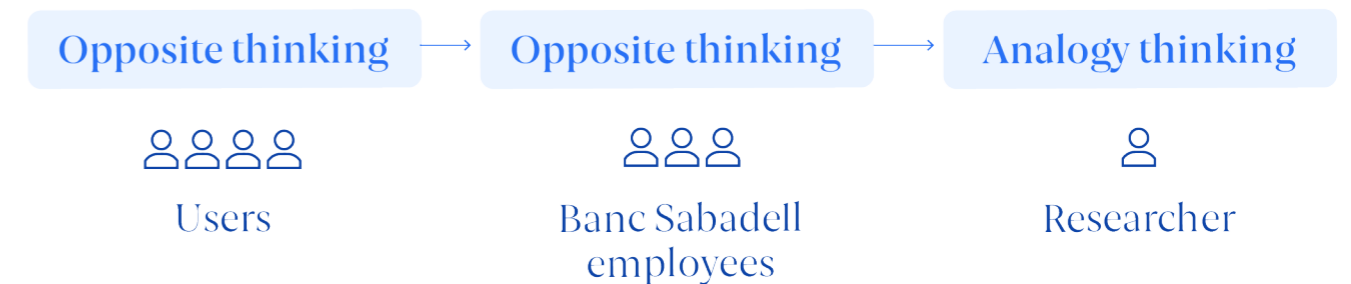 Opposite thinking
Opposite thinking
Analogy thinking
Users
Banc Sabadell
employees
Researcher